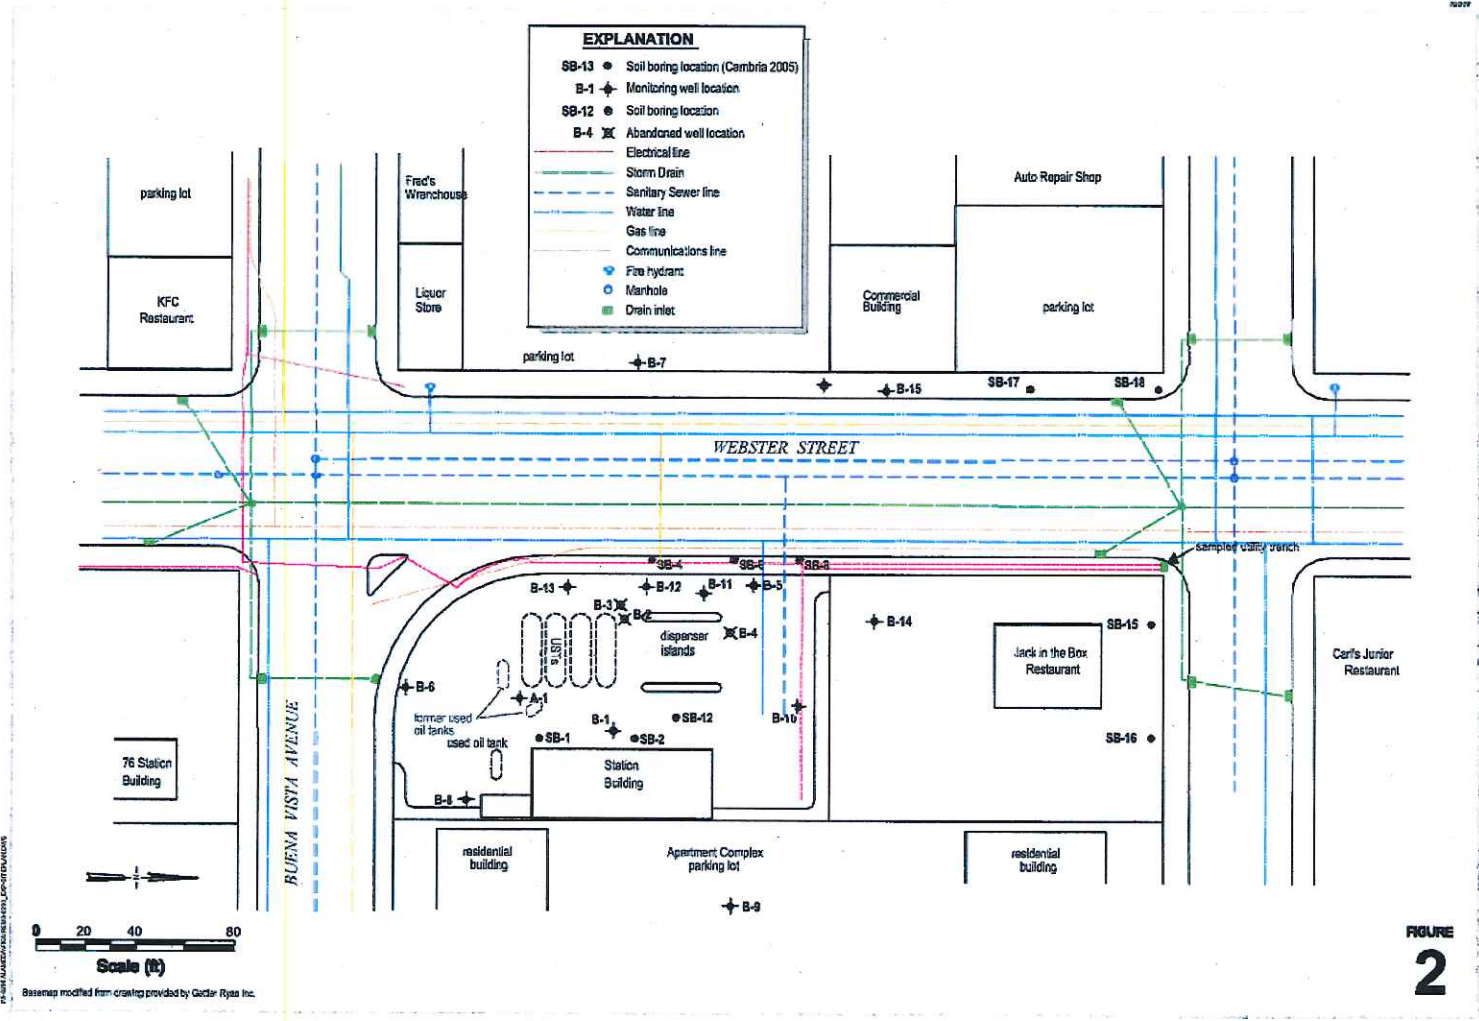 EXPLANATION
SB-13 Soil boring location (Cambria 2005)
B-1 Monitoring well location
SB-12 Soil boring location
B-4 Abandoned well location
Electrical line
Storm Drain
Sanitary Sewer line
Water line
Gas line
Communications line
Fire hydrant
Manhole
Drain inlet
parking lot
Fred's
Wrenchouse
Auto Repair Shop
KFC
Restaurant
Liquor
Store
Commercial
Building
parking lot
parking lot
B-7
B-15
SB-17
SB-18
WEBSTER STREET
sampled utility trench
SB-4
SB-3
B-13
B-12
B-11
B-5
B-3
B-2
B-4
B-14
USTs
dispenser
islands
Jack in the Box
Restaurant
SB-15
Carl's Junior
Restaurant
B-6
A-1
former used
oil tanks
B-1
SB-12
B-10
used oil tank
SB-1
SB-2
SB-16
Station
Building
76 Station
Building
B-8
BUENA VISTA AVENUE
residential
building
Apartment Complex
parking lot
residential
building
B-9
0 20 40 80
Scale (ft)
Basemap modified from drawing provided by Gettler Ryan Inc.
FIGURE
2